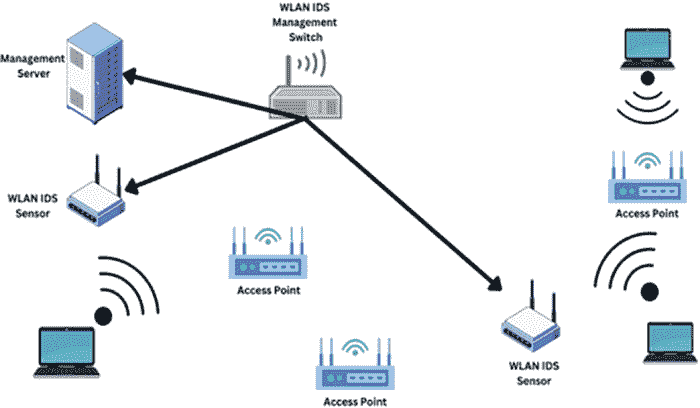 WLAN IDS
Management
Switch
Management
Server
WLAN IDS
Sensor
Access Point
Access Point
Access Point
WLAN IDS
Sensor